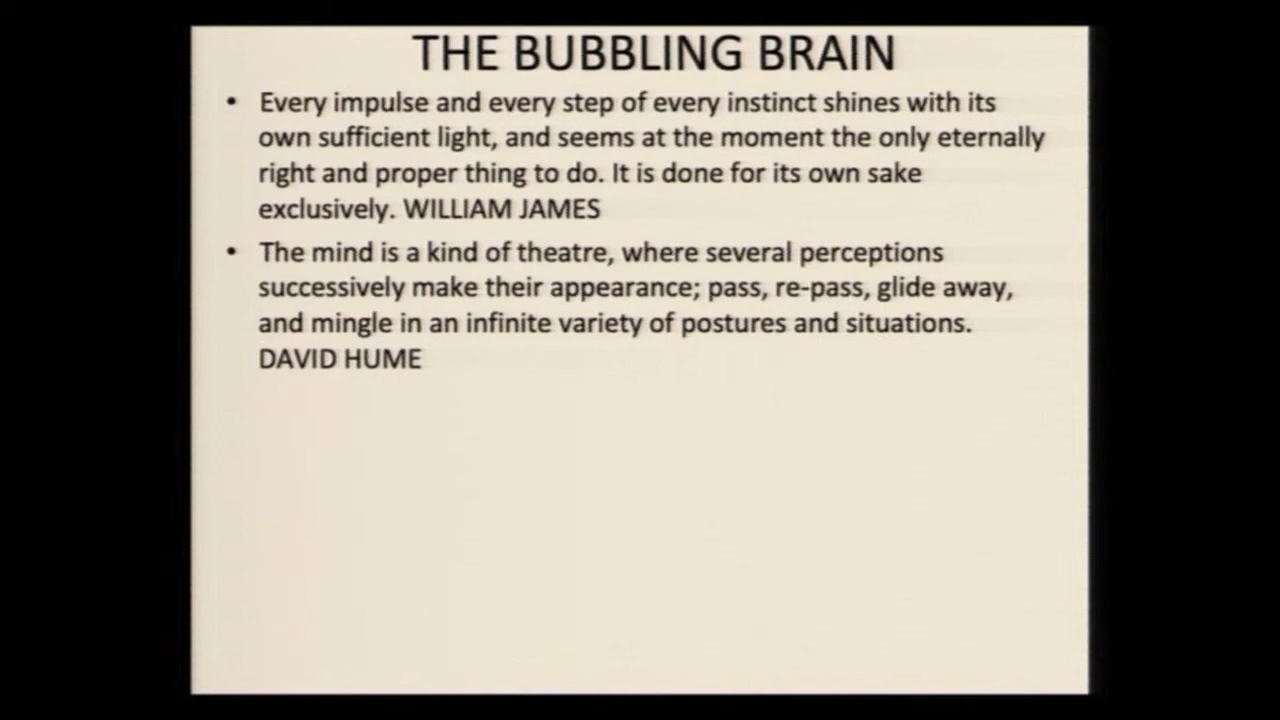 THE BUBBLING BRAIN
• Every impulse and every step of every instinct shines with its
own sufficient light, and seems at the moment the only eternally
right and proper thing to do. It is done for its own sake
exclusively. WILLIAM JAMES
• The mind is a kind of theatre, where several perceptions
successively make their appearance; pass, re-pass, glide away,
and mingle in an infinite variety of postures and situations.
DAVID HUME